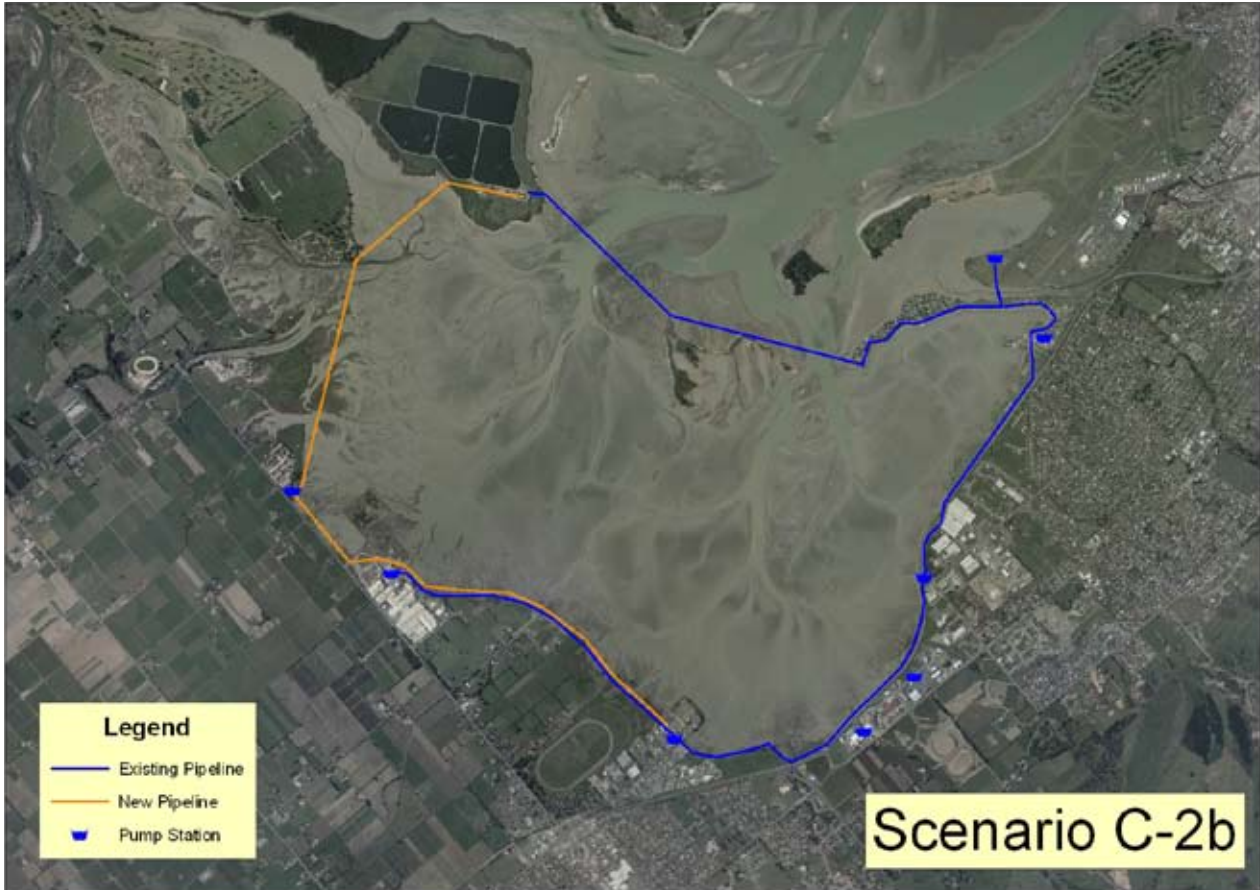 Legend
Existing Pipeline
New Pipeline
Pump Station
Scenario C-2b